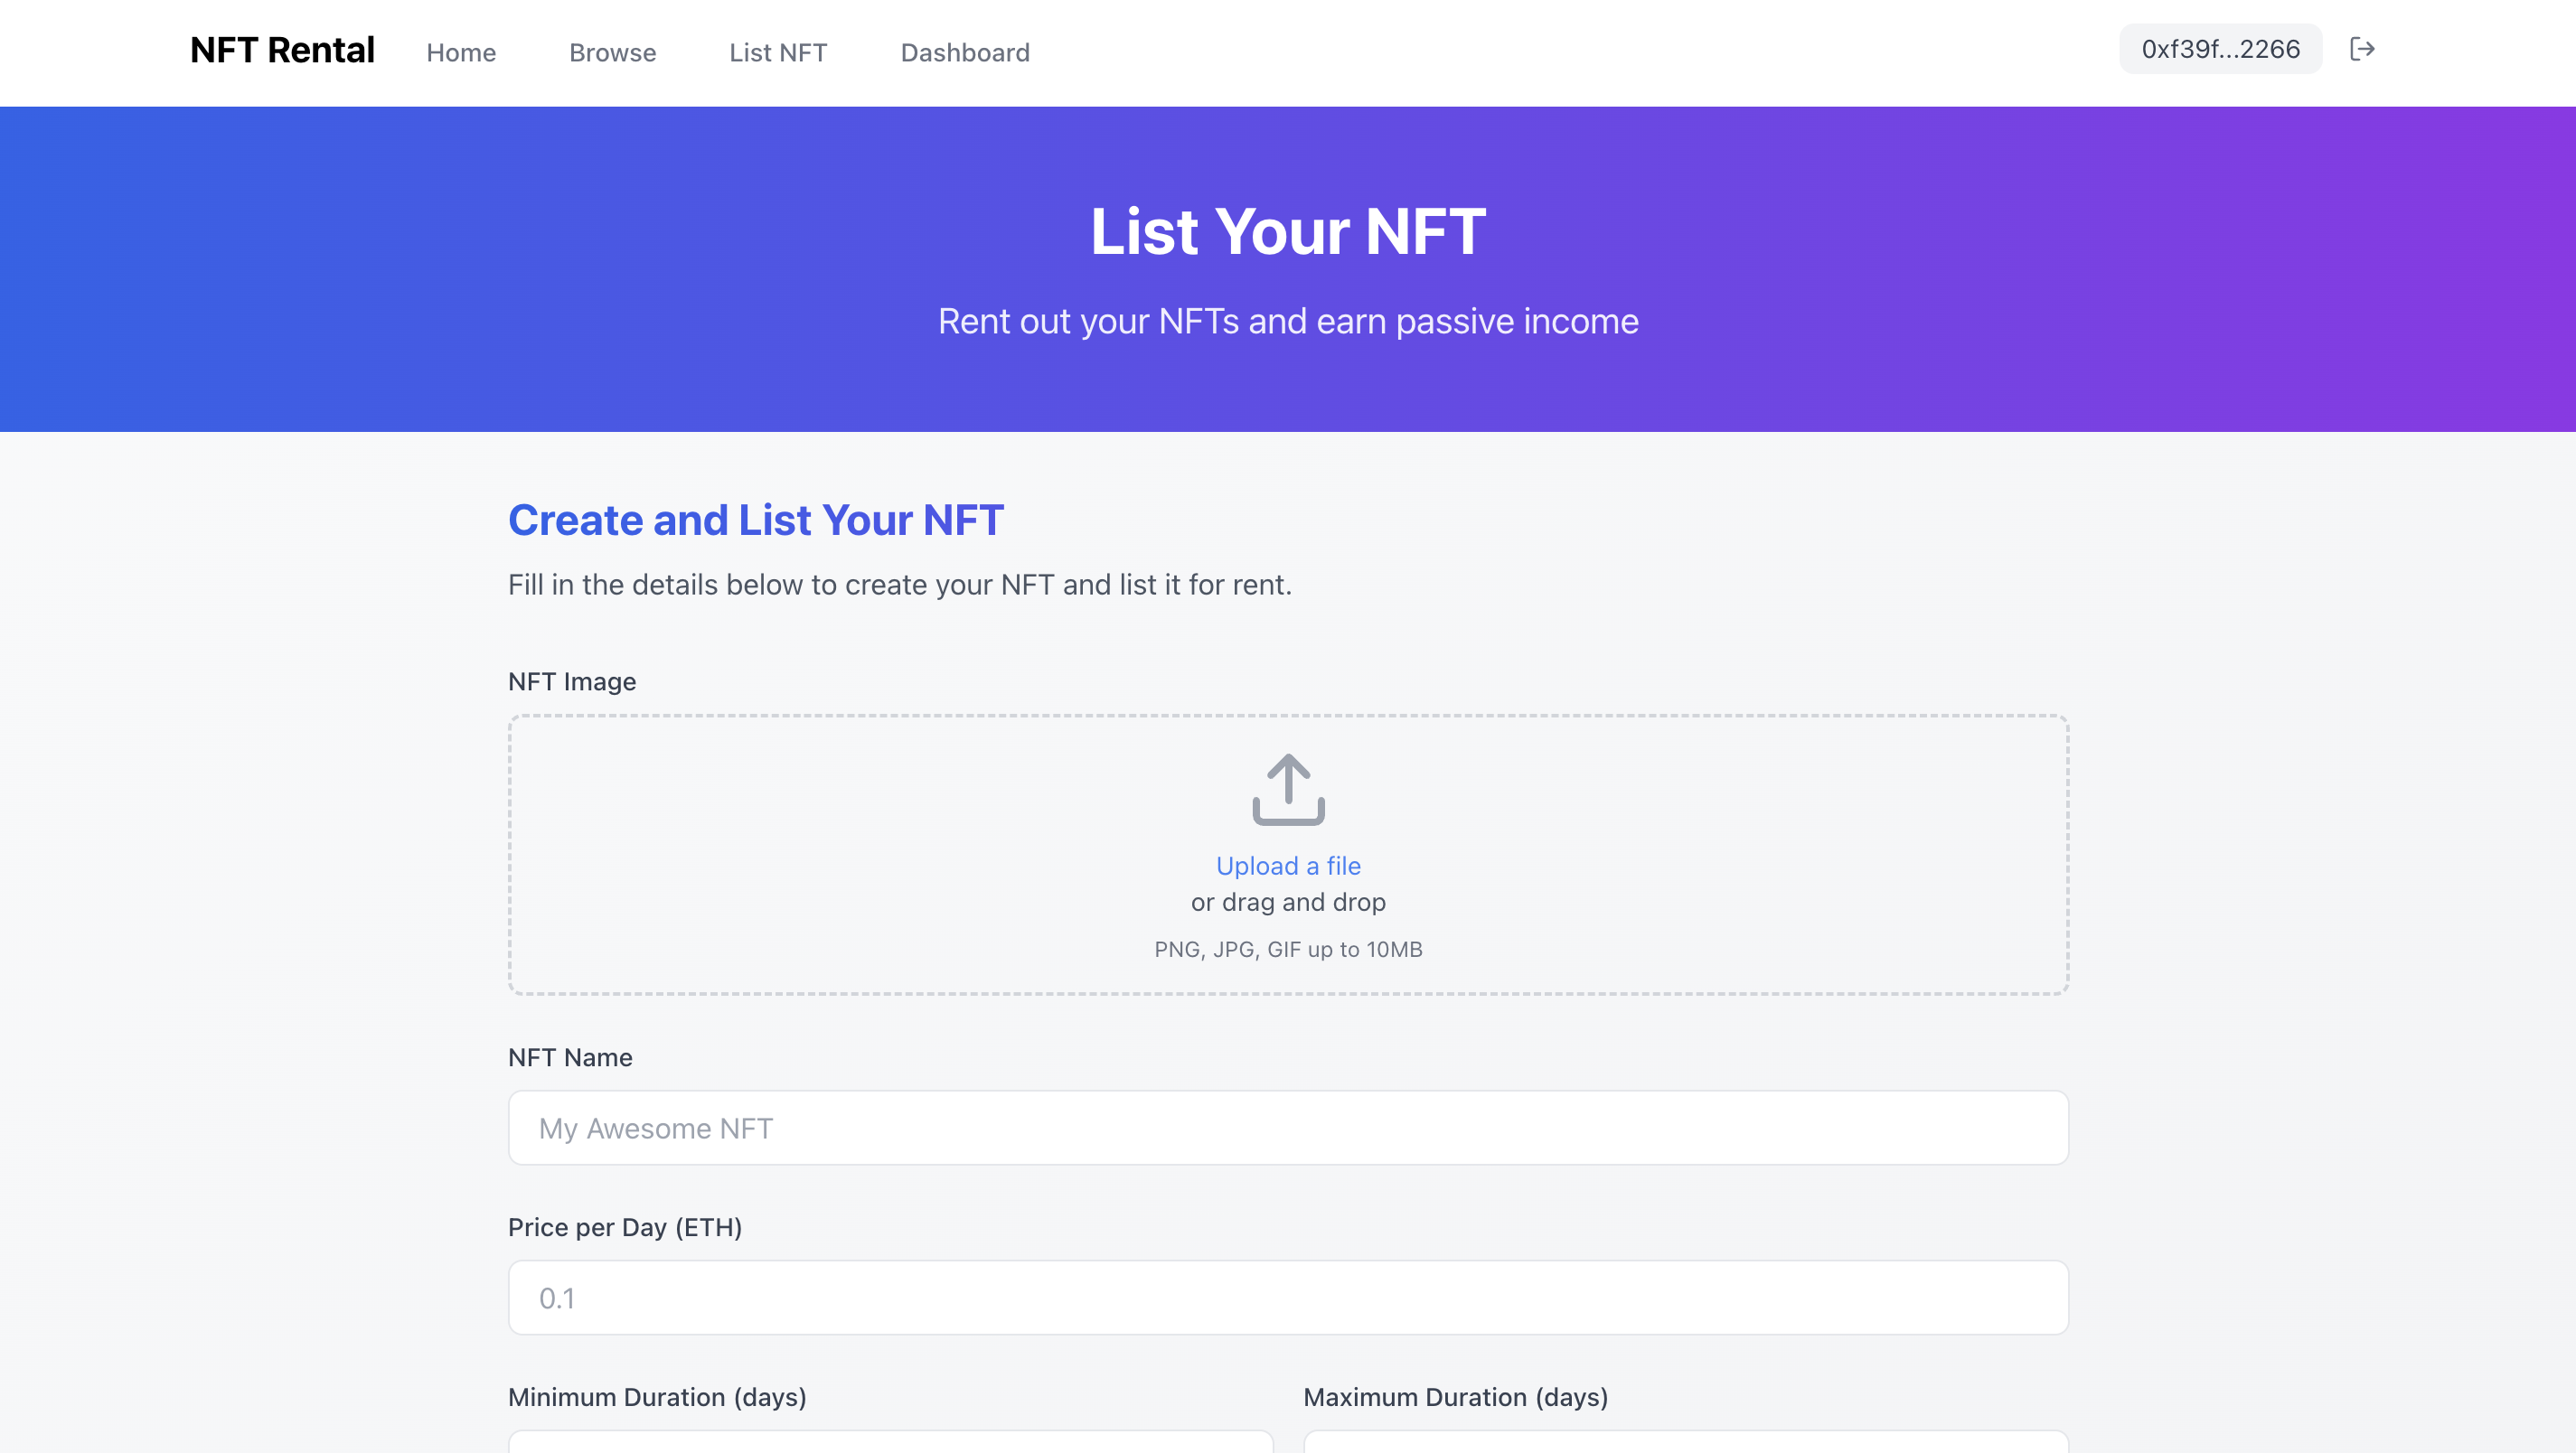 NFT Rental Home Browse List NFT Dashboard 0xf39f...2266
List Your NFT
Rent out your NFTs and earn passive income
Create and List Your NFT
Fill in the details below to create your NFT and list it for rent.
NFT Image
Upload a file
or drag and drop
PNG, JPG, GIF up to 10MB
NFT Name
My Awesome NFT
Price per Day (ETH)
0.1
Minimum Duration (days) Maximum Duration (days)